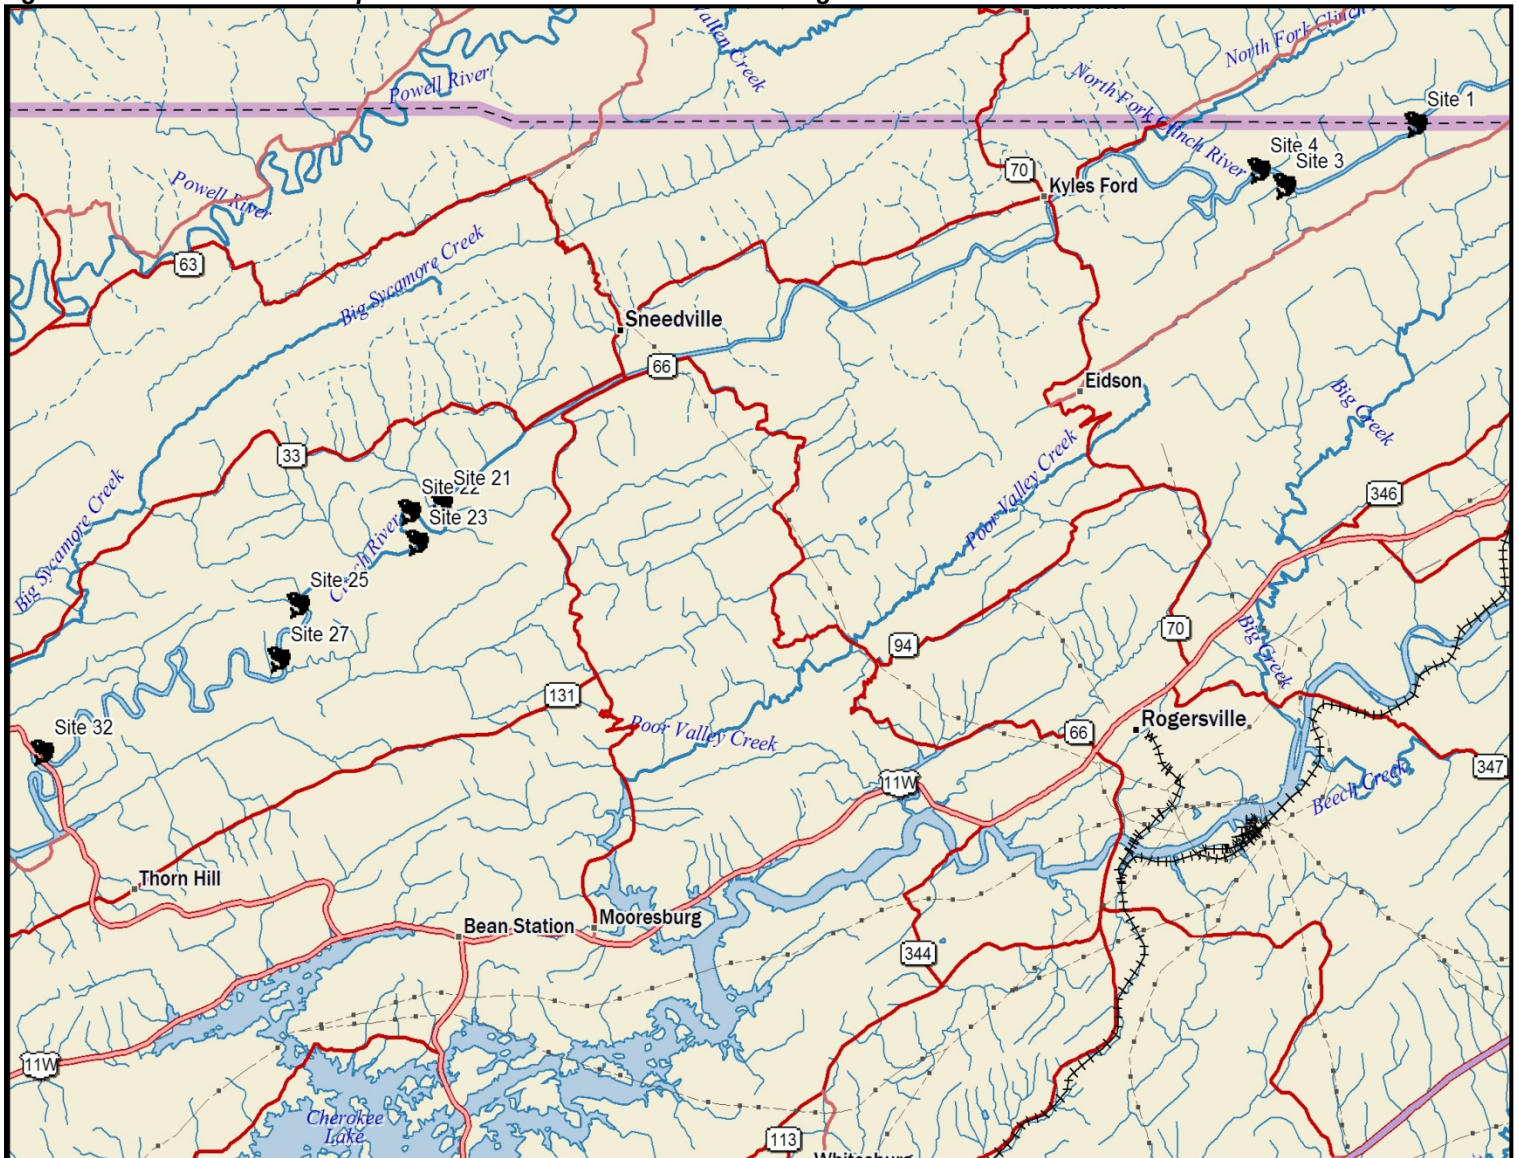 Powell River
North Fork Clinch
North Fork Clinch River
Site 1
Site 4
Site 3
70
Kyles Ford
Powell River
63
Big Sycamore Creek
Sneedville
66
Eidson
Big Creek
33
Site 21
Site 22
Site 23
Poor Valley Creek
346
Big Sycamore Creek
Clinch River
Site 25
Site 27
94
70
Big Creek
131
Site 32
Poor Valley Creek
66
Rogersville
347
11W
Beech Creek
Thorn Hill
Bean Station
Mooresburg
344
11W
Cherokee
Lake
113